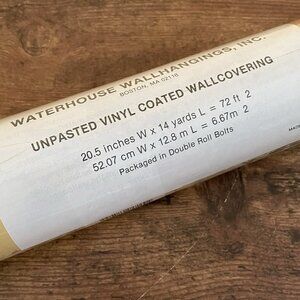 WATERHOUSE WALLHANGINGS, INC.
BOSTON, MA 02116
UNPASTED VINYL COATED WALLCOVERING
20.5 inches W x 14 yards L = 72 ft 2
52.07 cm W x 12.8 m L = 6.67m 2
Packaged in Double Roll Bolts